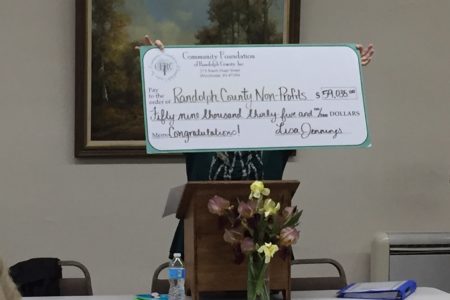 Community Foundation
of Randolph County, Inc.
Pay
to the
order of Randolph County Non-Profits $ 59,035.00
Fifty nine thousand thirty five and no/100 DOLLARS
Memo Congratulations! Lisa Jennings